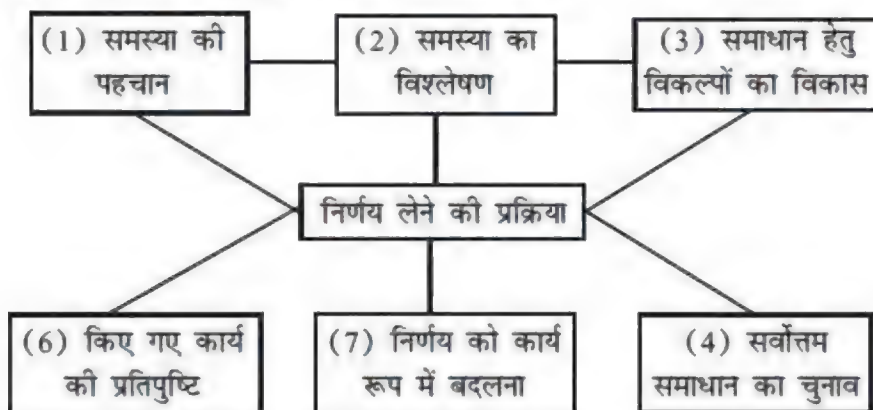 (1) समस्या की
पहचान
(2) समस्या का
विश्लेषण
(3) समाधान हेतु
विकल्पों का विकास
निर्णय लेने की प्रक्रिया
(6) किए गए कार्य
की प्रतिपुष्टि
(7) निर्णय को कार्य
रूप में बदलना
(4) सर्वोत्तम
समाधान का चुनाव